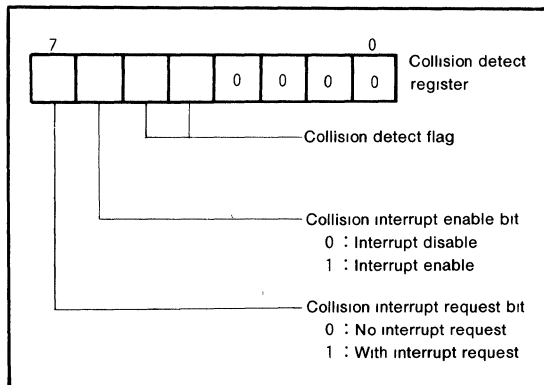 7 0
0 0 0 0
Collision detect
register
Collision detect flag
Collision interrupt enable bit
0 : Interrupt disable
1 : Interrupt enable
Collision interrupt request bit
0 : No interrupt request
1 : With interrupt request